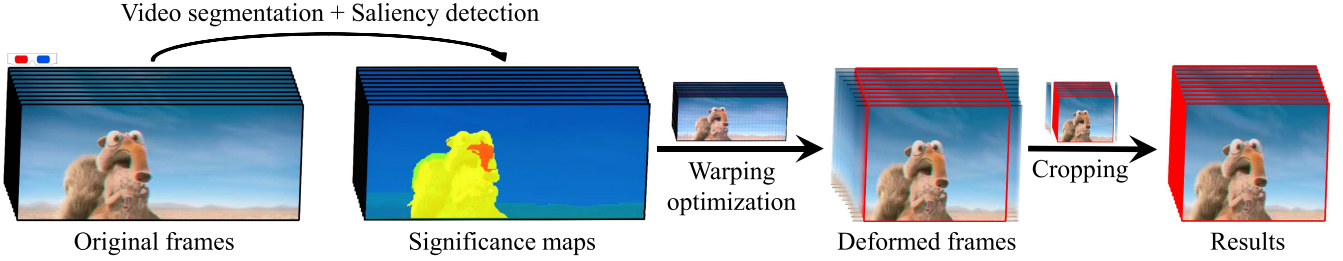 Video segmentation + Saliency detection
Warping
optimization
Cropping
Original frames
Significance maps
Deformed frames
Results